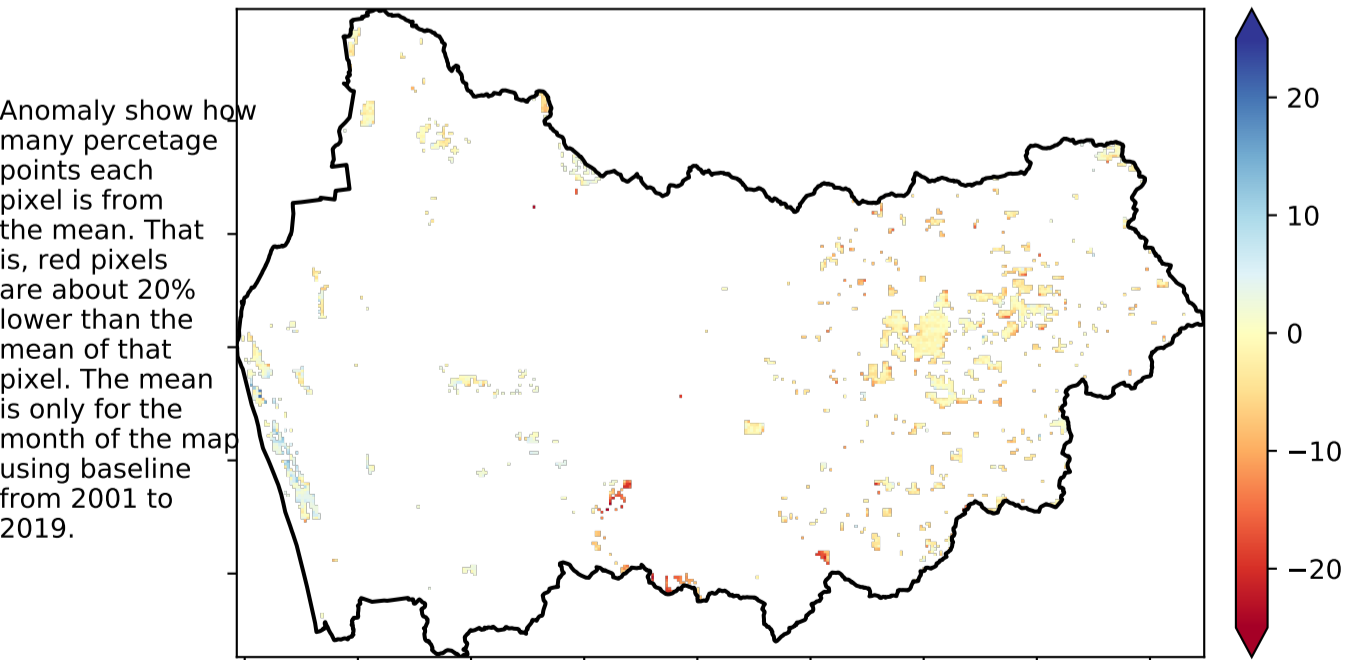 Anomaly show how
many percetage
points each
pixel is from
the mean. That
is, red pixels
are about 20%
lower than the
mean of that
pixel. The mean
is only for the
month of the map
using baseline
from 2001 to
2019.
20
10
0
−10
−20